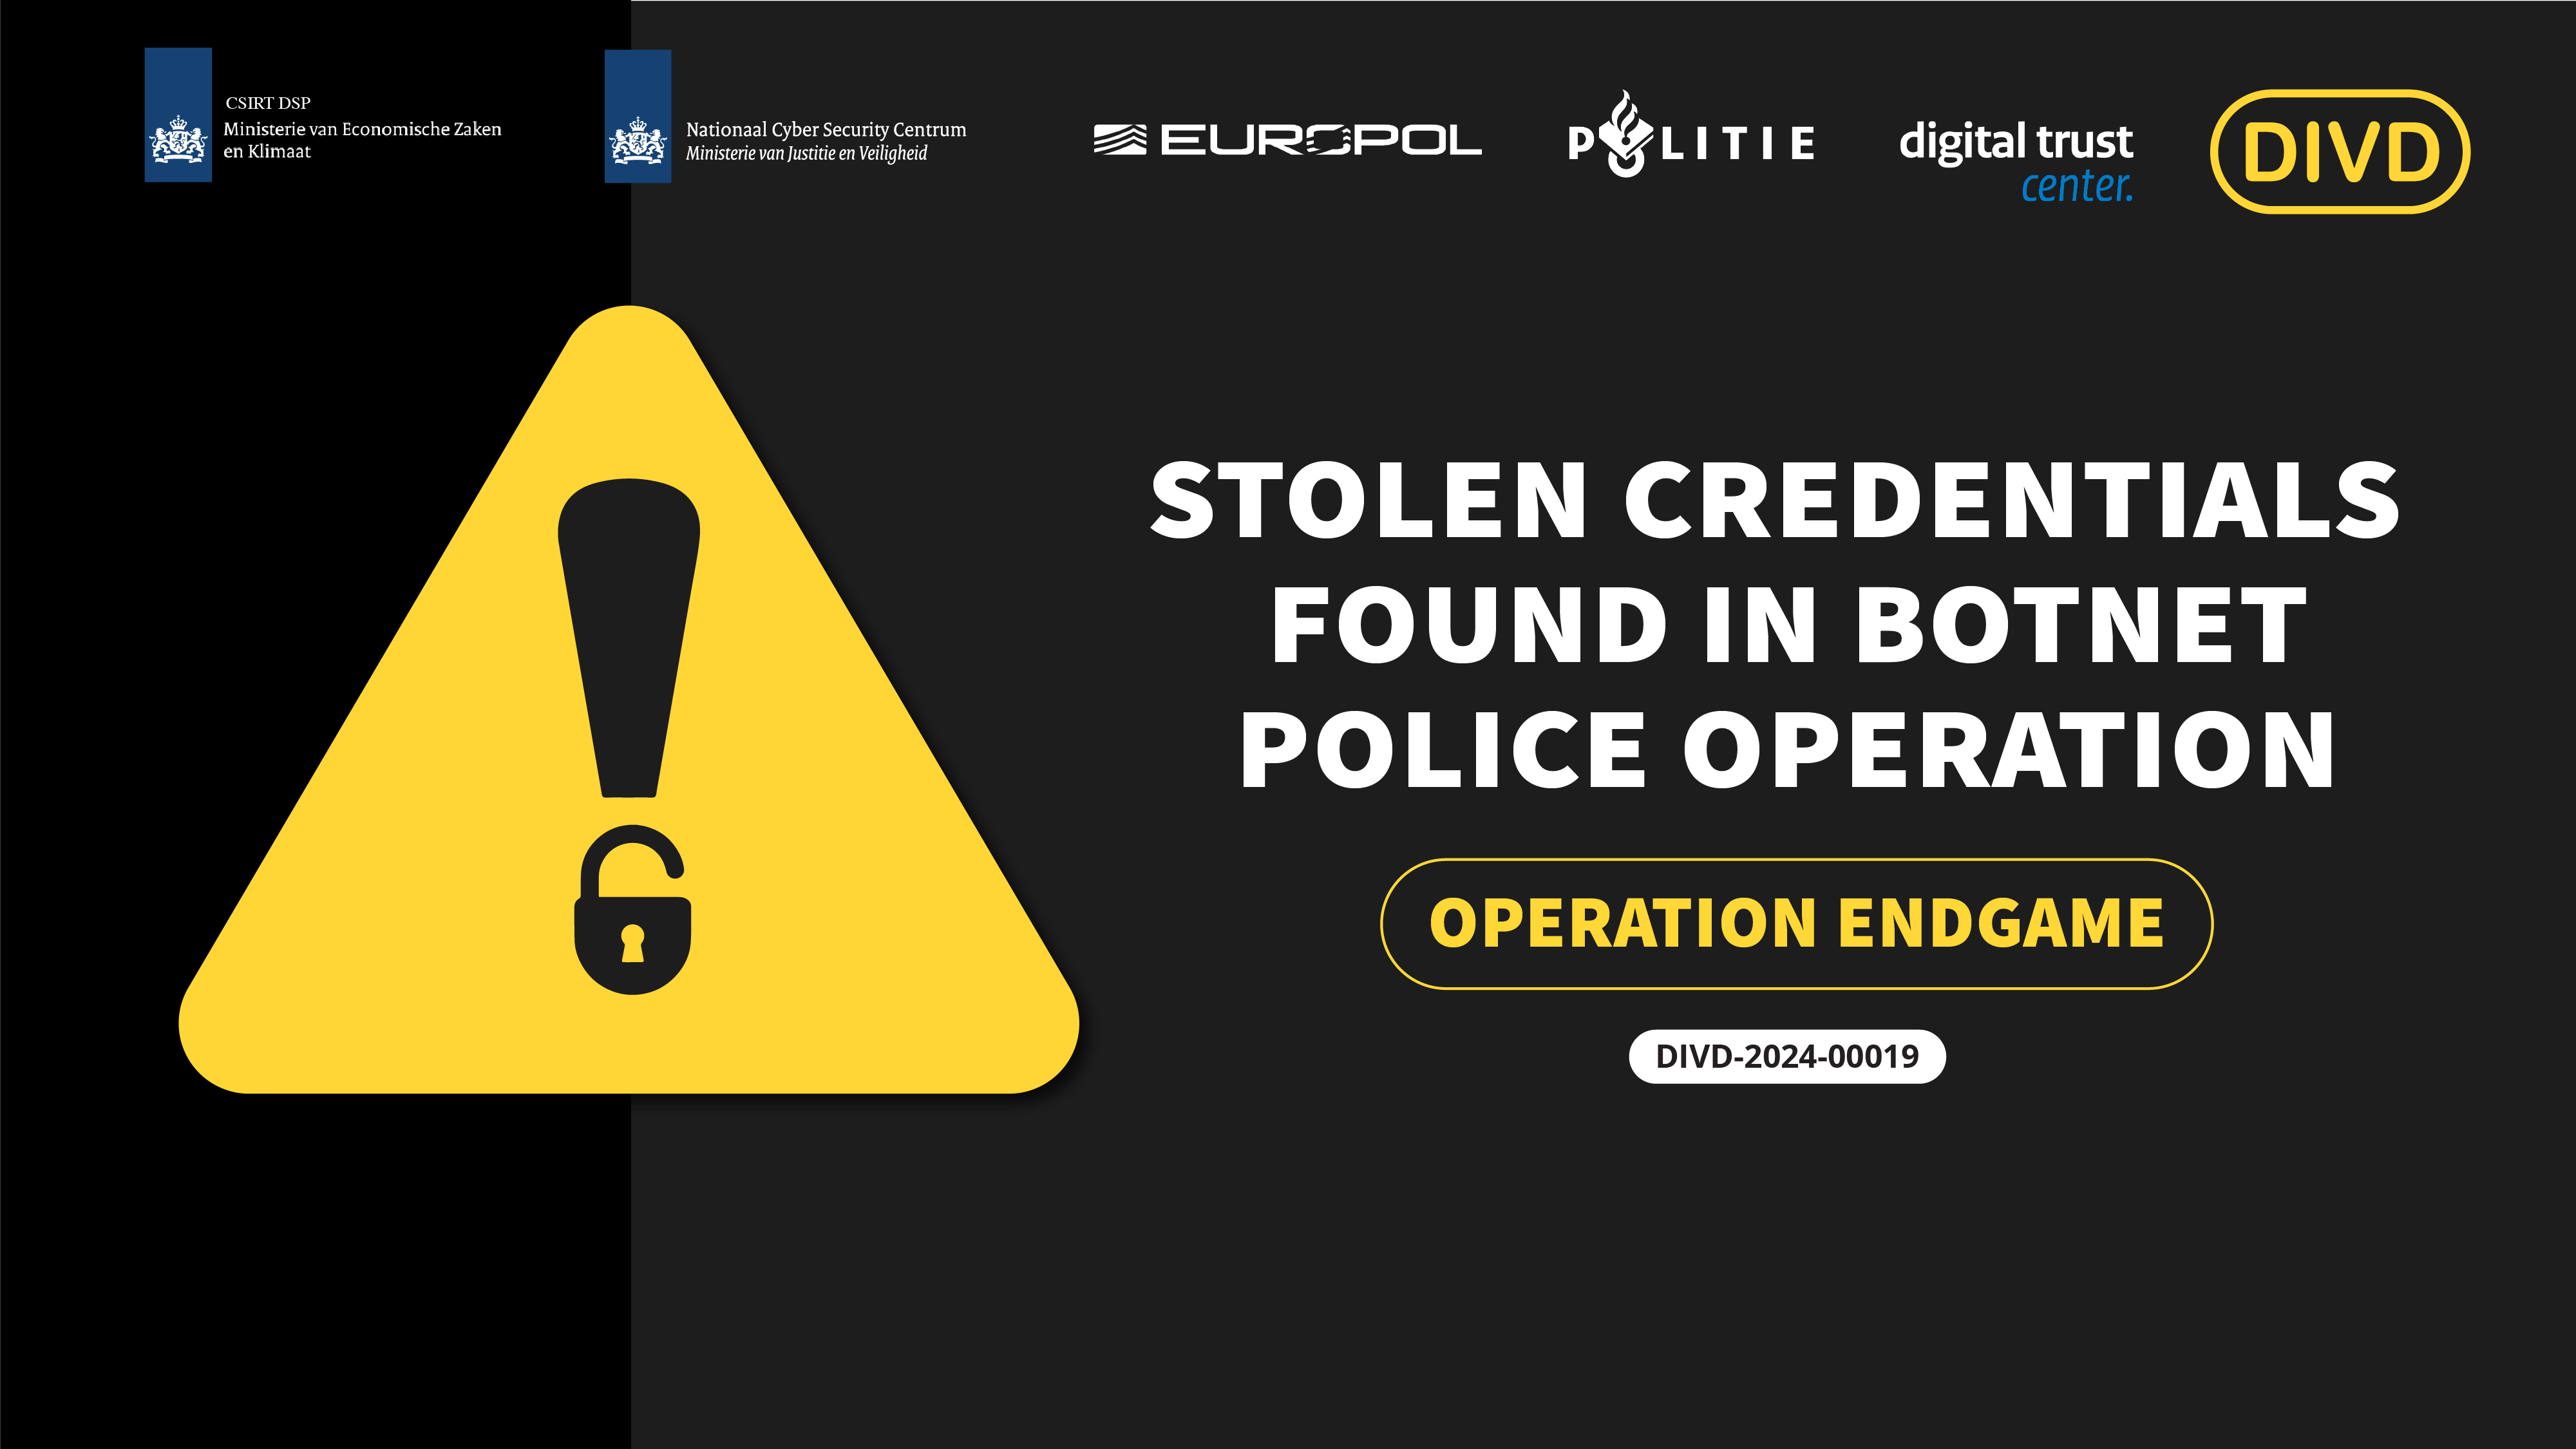 CSIRT DSP
Ministerie van Economische Zaken
en Klimaat
Nationaal Cyber Security Centrum
Ministerie van Justitie en Veiligheid
EUROPOL
POLITIE
digital trust
center.
DIVD
STOLEN CREDENTIALS
FOUND IN BOTNET
POLICE OPERATION
OPERATION ENDGAME
DIVD-2024-00019